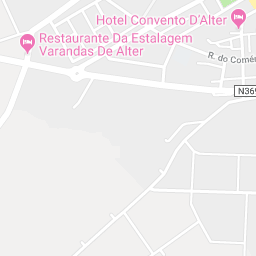 Hotel Convento D'Alter
Restaurante Da Estalagem
Varandas De Alter
R. do Comér
N369